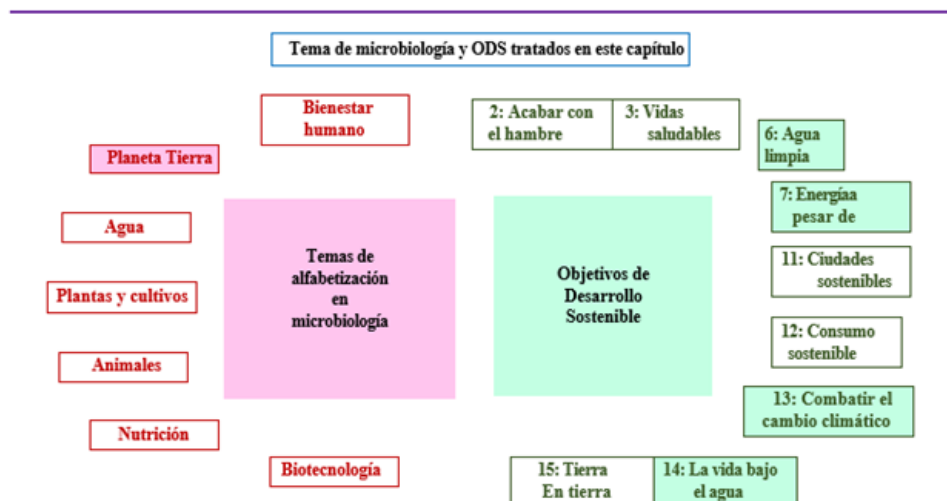 Tema de microbiología y ODS tratados en este capítulo
Bienestar
humano
Planeta Tierra
Agua
Plantas y cultivos
Animales
Nutrición
Biotecnología
Temas de
alfabetización
en
microbiología
Objetivos de
Desarrollo
Sostenible
2: Acabar con
el hambre
3: Vidas
saludables
6: Agua
limpia
7: Energíaa
pesar de
11: Ciudades
sostenibles
12: Consumo
sostenible
13: Combatir el
cambio climático
14: La vida bajo
el agua
15: Tierra
En tierra